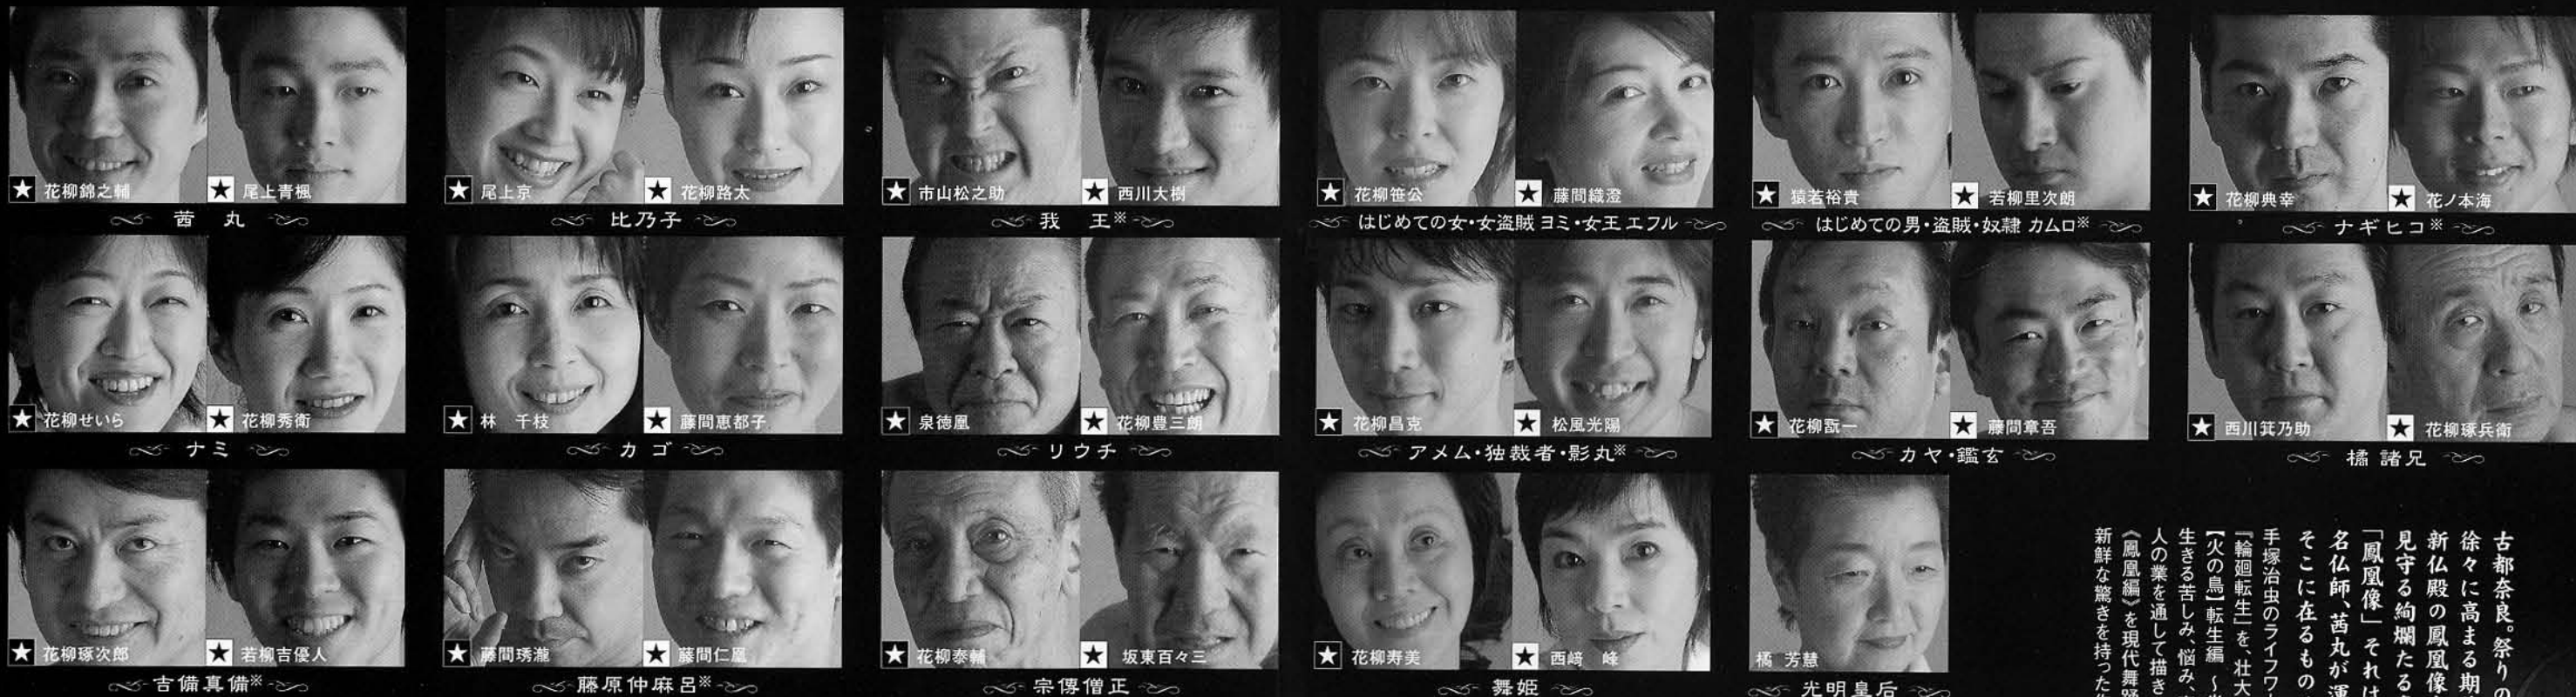 ★ 花柳錦之輔 ★ 尾上青楓
茜 丸
★ 尾上京 ★ 花柳路太
比乃子
★ 市山松之助 ★ 西川大樹
我 王※
★ 花柳笹公 ★ 藤間織澄
はじめての女・女盗賊 ヨミ・女王 エフル
★ 猿若裕貴 ★ 若柳里次朗
はじめての男・盗賊・奴隷 カムロ※
★ 花柳典幸 ★ 花ノ本海
ナギヒコ※
★ 花柳せいら ★ 花柳秀衛
ナミ
★ 林 千枝 ★ 藤間恵都子
カゴ
★ 泉徳凰 ★ 花柳豊三朗
リウチ
★ 花柳昌克 ★ 松風光陽
アメム・独裁者・影丸※
★ 花柳翫一 ★ 藤間章吾
カヤ・鑑玄
★ 西川箕乃助 ★ 花柳琢兵衛
橘 諸兄
★ 花柳琢次郎 ★ 若柳吉優人
吉備真備※
★ 藤間琇瀧 ★ 藤間仁凰
藤原仲麻呂※
★ 花柳泰輔 ★ 坂東百々三
宗傳僧正
★ 花柳寿美 ★ 西﨑 峰
舞姫
橘 芳慧
光明皇后
古都奈良。祭り
徐々に高まる期
新仏殿の鳳凰像
見守る絢爛たる
「鳳凰像」それは
名仏師、茜丸が運
そこに在るもの
手塚治虫のライフワ
『輪廻転生』を、壮大
【火の鳥】転生編 ～
生きる苦しみ、悩み、
人の業を通して描き
《鳳凰編》を現代舞踊
新鮮な驚きを持った